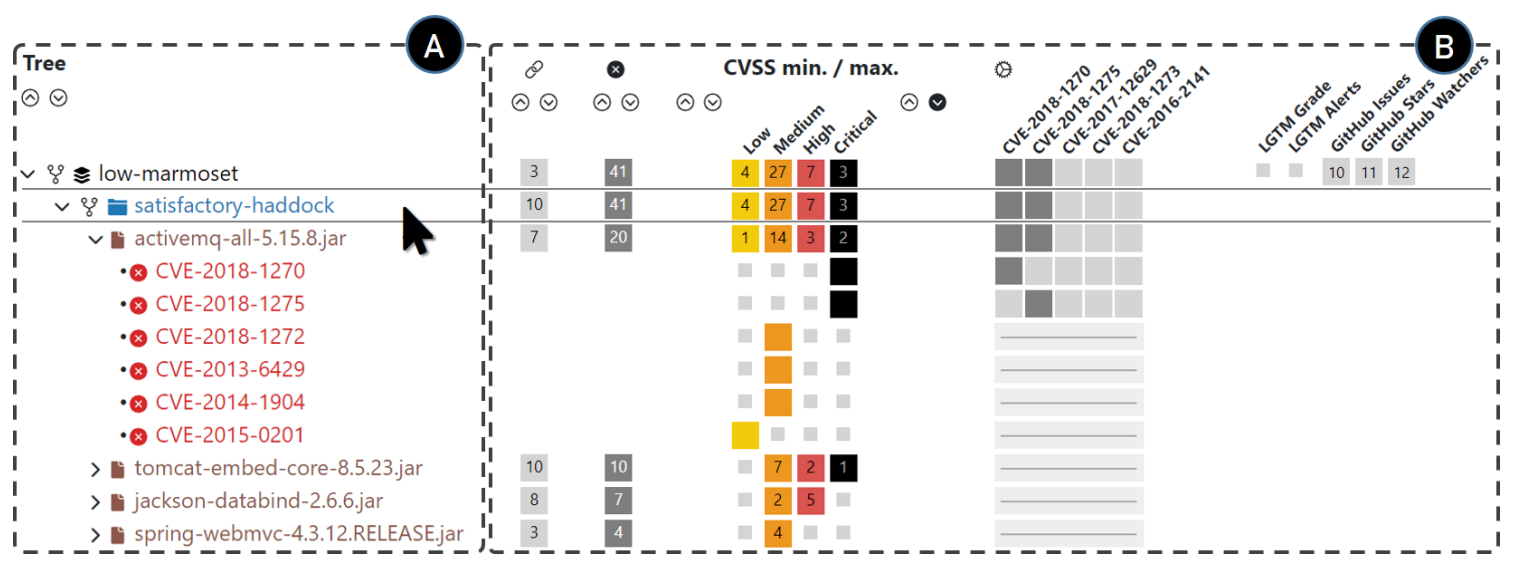 A
B
Tree
CVSS min. / max.
Low
Medium
High
Critical
CVE-2018-1270
CVE-2018-1275
CVE-2017-12629
CVE-2018-1273
CVE-2016-2141
LGTM Grade
LGTM Alerts
GitHub Issues
GitHub Stars
GitHub Watchers
low-marmoset 3 41 4 27 7 3 10 11 12
satisfactory-haddock 10 41 4 27 7 3
activemq-all-5.15.8.jar 7 20 1 14 3 2
CVE-2018-1270
CVE-2018-1275
CVE-2018-1272
CVE-2013-6429
CVE-2014-1904
CVE-2015-0201
tomcat-embed-core-8.5.23.jar 10 10 7 2 1
jackson-databind-2.6.6.jar 8 7 2 5
spring-webmvc-4.3.12.RELEASE.jar 3 4 4